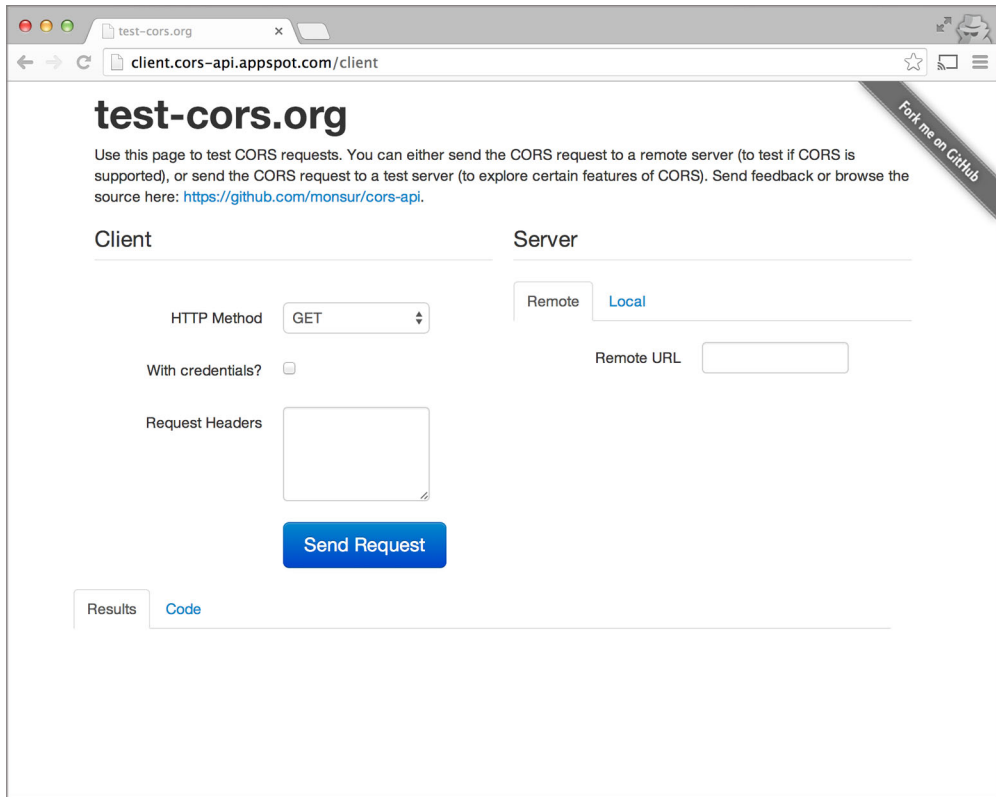 test-cors.org
client.cors-api.appspot.com/client
test-cors.org
Fork me on GitHub
Use this page to test CORS requests. You can either send the CORS request to a remote server (to test if CORS is
supported), or send the CORS request to a test server (to explore certain features of CORS). Send feedback or browse the
source here: https://github.com/monsur/cors-api.
Client
Server
Remote Local
HTTP Method GET
Remote URL
With credentials?
Request Headers
Send Request
Results Code